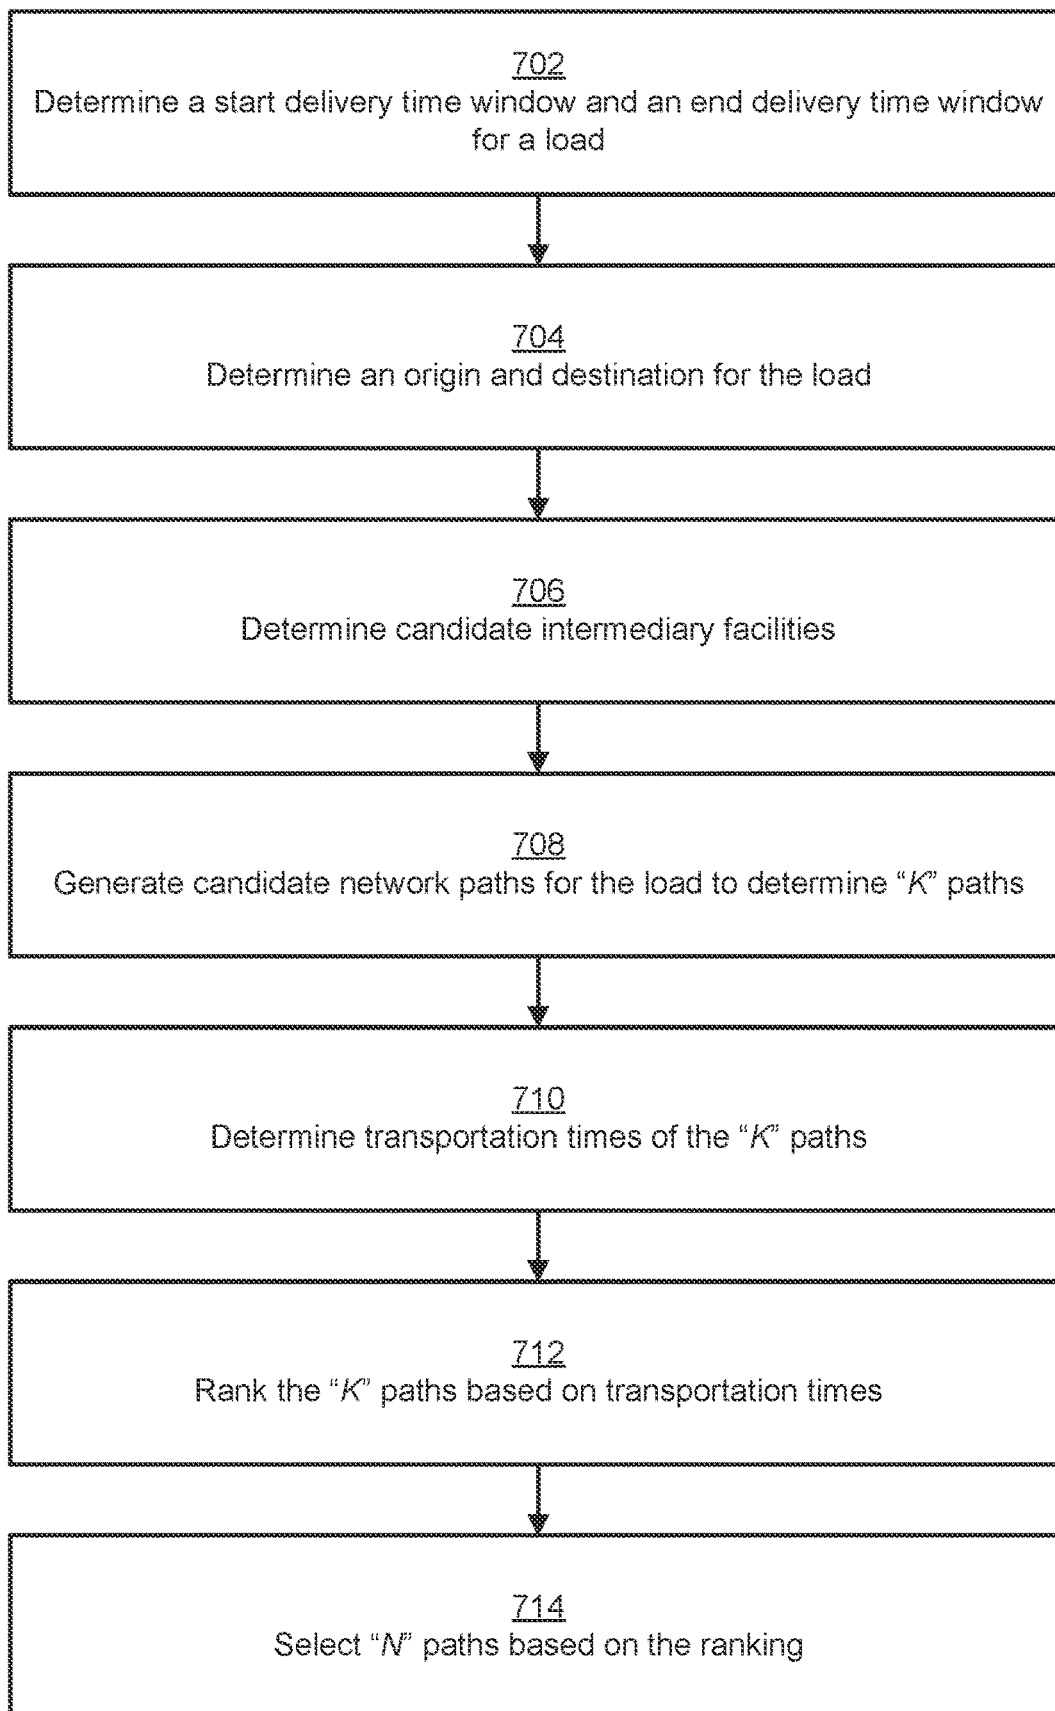 702
Determine a start delivery time window and an end delivery time window
for a load
704
Determine an origin and destination for the load
706
Determine candidate intermediary facilities
708
Generate candidate network paths for the load to determine “K” paths
710
Determine transportation times of the “K” paths
712
Rank the “K” paths based on transportation times
714
Select “N” paths based on the ranking